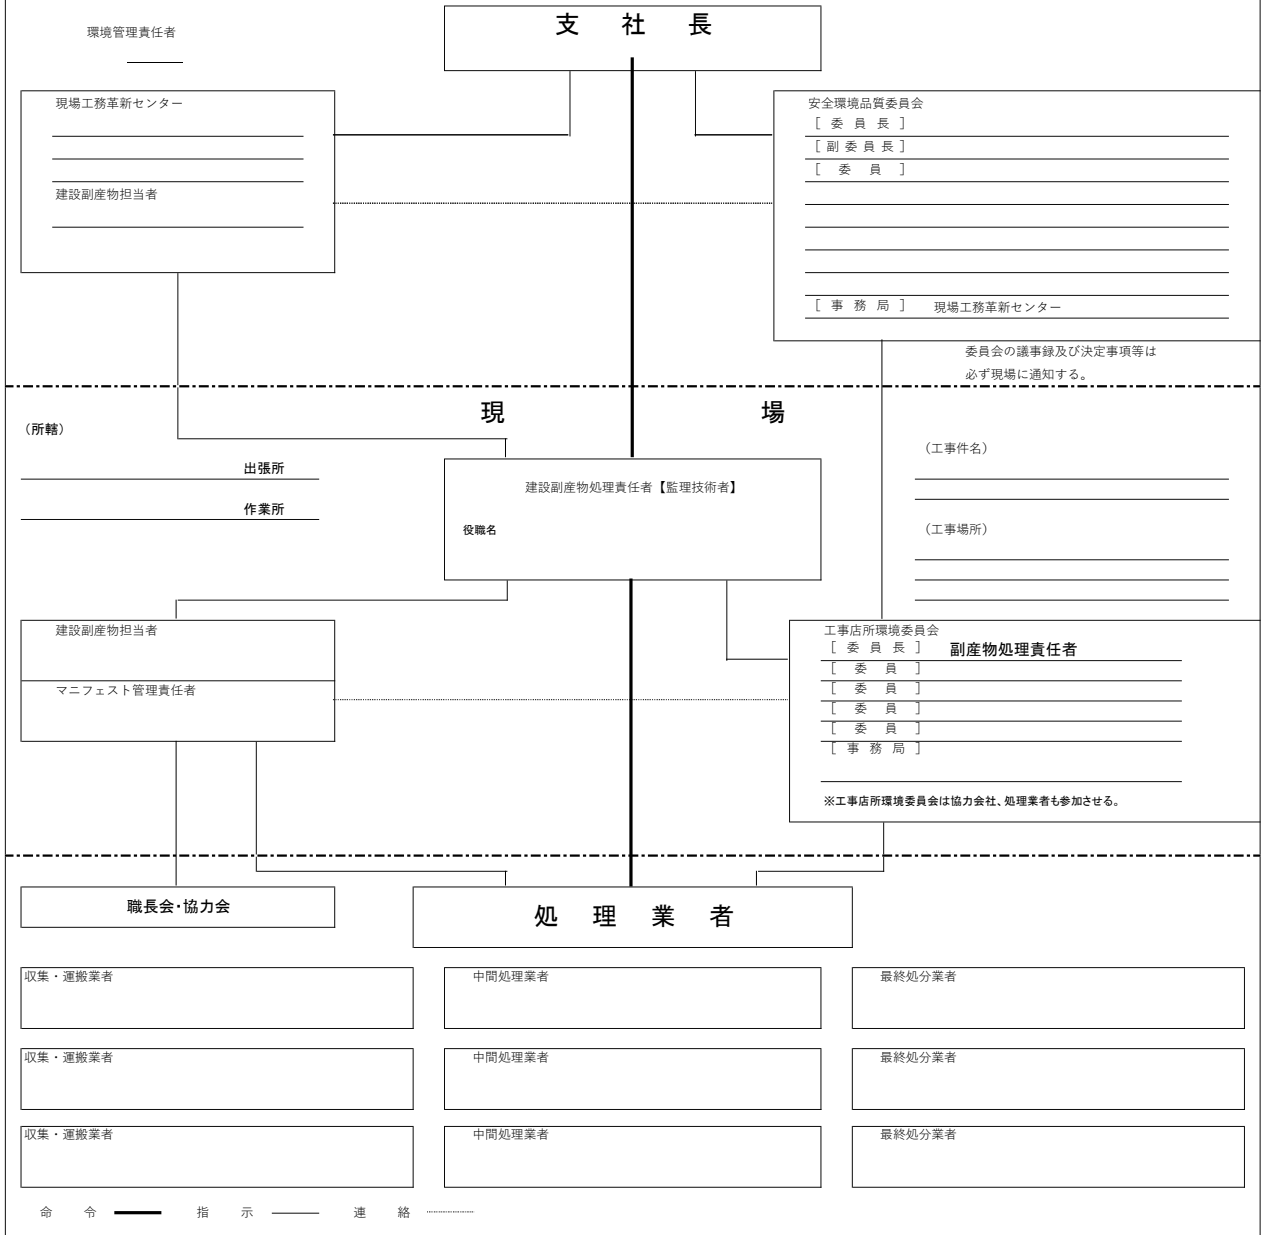 支 社 長
環境管理責任者
現場工務革新センター
建設副産物担当者
安全環境品質委員会
[ 委 員 長 ]
[ 副 委 員 長 ]
[ 委 員 ]
[ 事 務 局 ] 現場工務革新センター
委員会の議事録及び決定事項等は
必ず現場に通知する。
現 場
(所轄)
出張所
作業所
建設副産物処理責任者【監理技術者】
役職名
(工事件名)
(工事場所)
建設副産物担当者
マニフェスト管理責任者
工事店所環境委員会
[ 委 員 長 ] 副産物処理責任者
[ 委 員 ]
[ 委 員 ]
[ 委 員 ]
[ 委 員 ]
[ 事 務 局 ]
※工事店所環境委員会は協力会社、処理業者も参加させる。
職長会・協力会
処 理 業 者
収集・運搬業者 中間処理業者 最終処分業者
収集・運搬業者 中間処理業者 最終処分業者
収集・運搬業者 中間処理業者 最終処分業者
命 令 指 示 連 絡